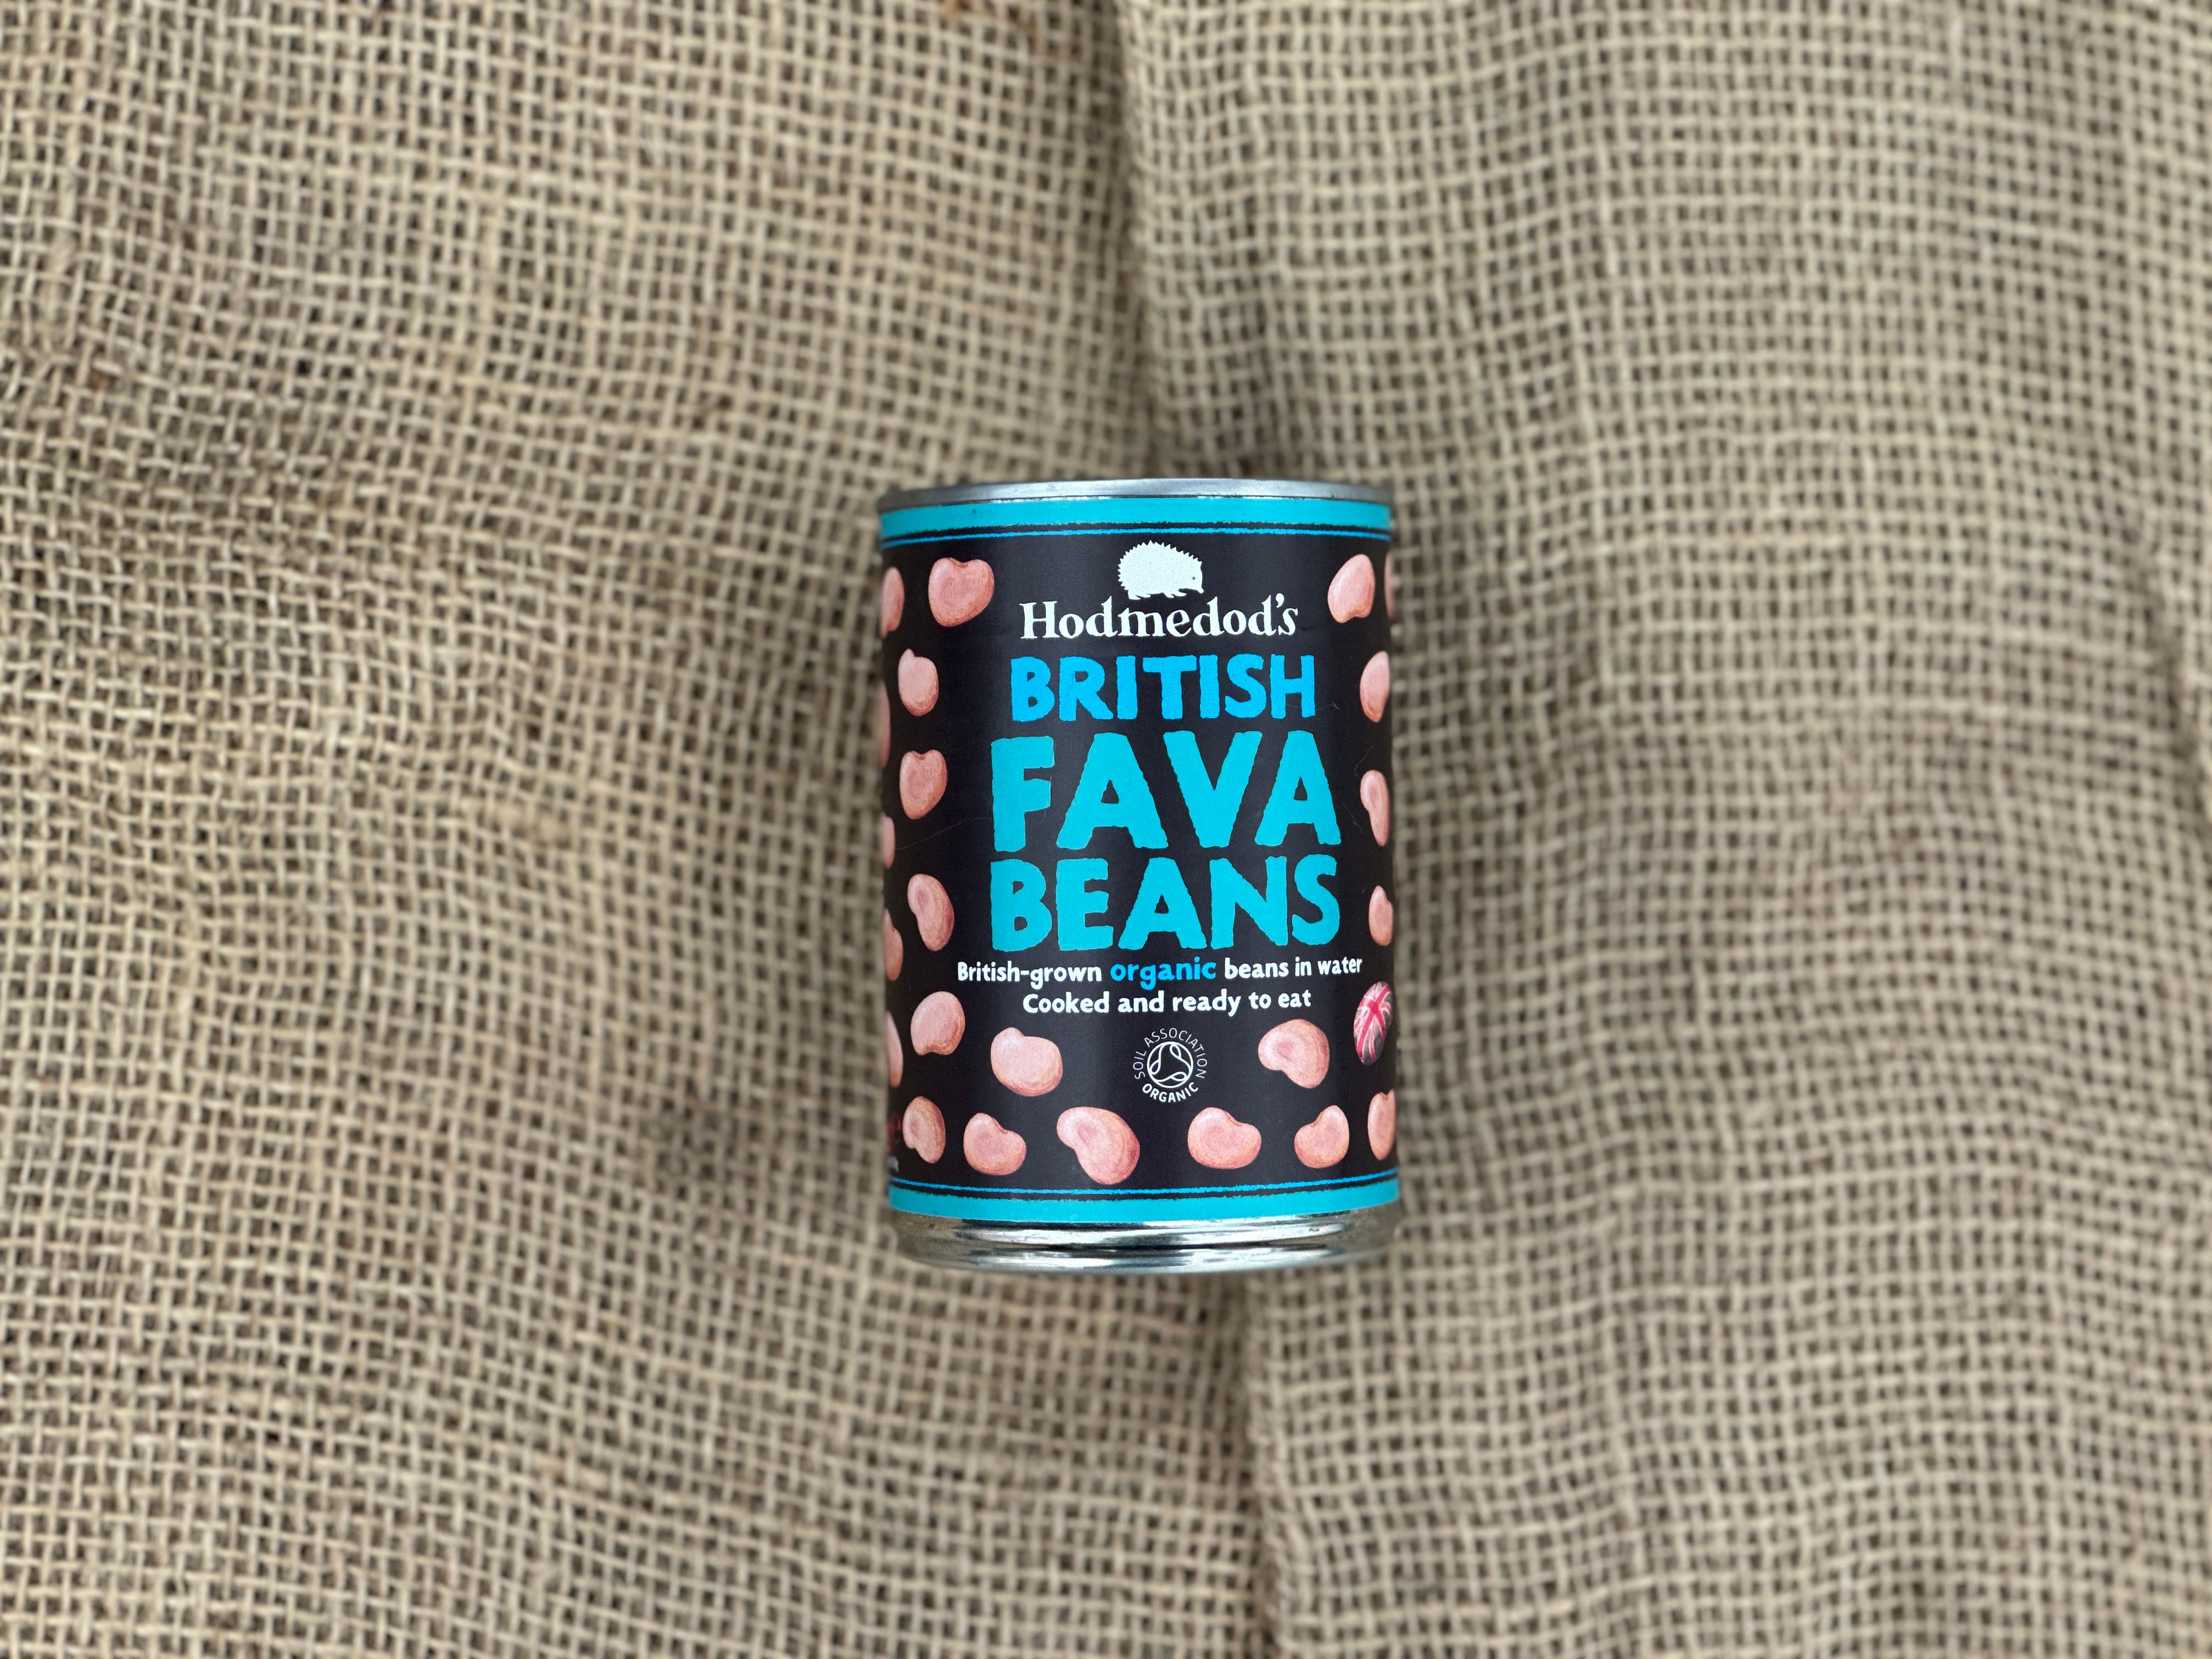 Hodmedod's
BRITISH
FAVA
BEANS
British-grown organic beans in water
Cooked and ready to eat
SOIL ASSOCIATION
ORGANIC